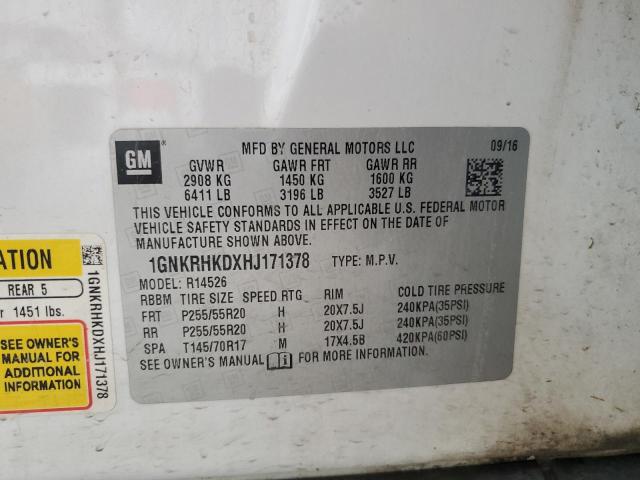 GM
MFD BY GENERAL MOTORS LLC 09/16
GVWR GAWR FRT GAWR RR
2908 KG 1450 KG 1600 KG
6411 LB 3196 LB 3527 LB
THIS VEHICLE CONFORMS TO ALL APPLICABLE U.S. FEDERAL MOTOR
VEHICLE SAFETY STANDARDS IN EFFECT ON THE DATE OF
MANUFACTURE SHOWN ABOVE.
1GNKRHKDXHJ171378 TYPE: M.P.V.
MODEL: R14526
RBBM TIRE SIZE SPEED RTG RIM COLD TIRE PRESSURE
FRT P255/55R20 H 20X7.5J 240KPA(35PSI)
RR P255/55R20 H 20X7.5J 240KPA(35PSI)
SPA T145/70R17 M 17X4.5B 420KPA(60PSI)
SEE OWNER'S MANUAL FOR MORE INFORMATION.
ATION
REAR 5
1451 lbs.
SEE OWNER'S
MANUAL FOR
ADDITIONAL
INFORMATION
1GNKRHKDXHJ171378